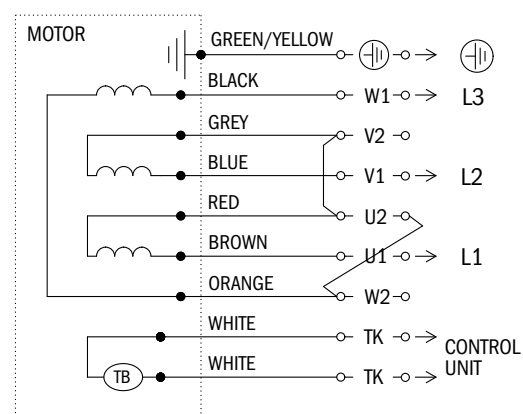 MOTOR
GREEN/YELLOW
BLACK W1 L3
GREY V2
BLUE V1 L2
RED U2
BROWN U1 L1
ORANGE W2
WHITE TK
CONTROL
UNIT
TB WHITE TK